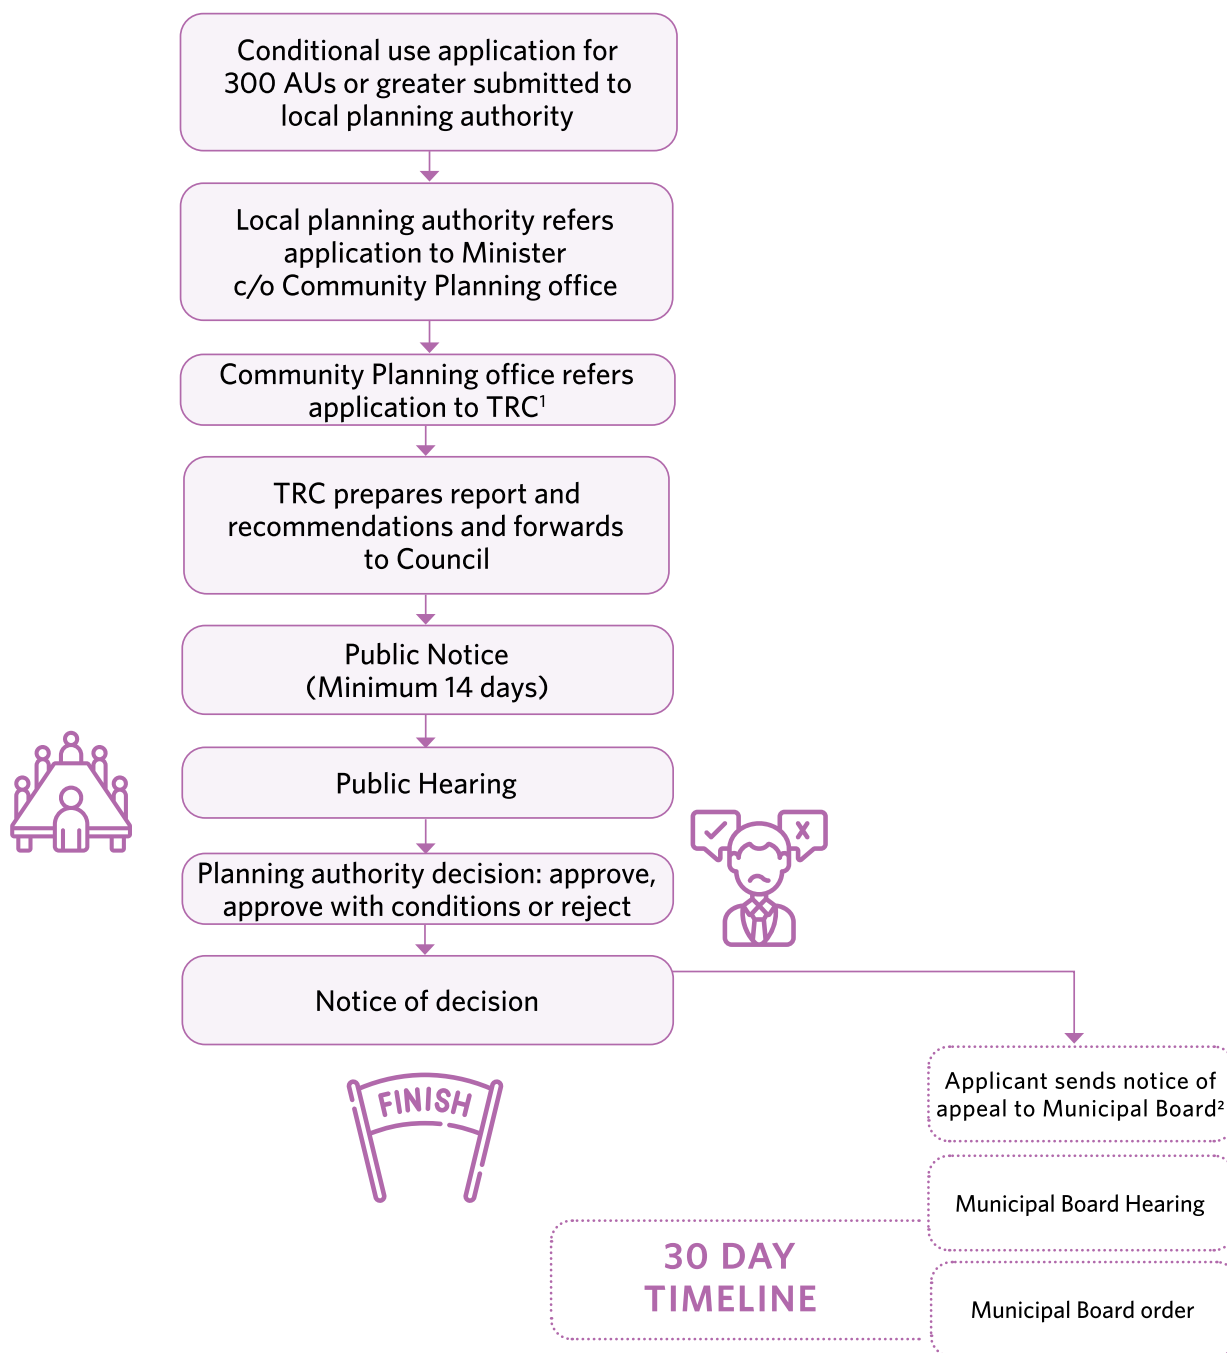 Conditional use application for
300 AUs or greater submitted to
local planning authority
Local planning authority refers
application to Minister
c/o Community Planning office
Community Planning office refers
application to TRC¹
TRC prepares report and
recommendations and forwards
to Council
Public Notice
(Minimum 14 days)
Public Hearing
Planning authority decision: approve,
approve with conditions or reject
Notice of decision
FINISH
Applicant sends notice of
appeal to Municipal Board²
Municipal Board Hearing
30 DAY
TIMELINE
Municipal Board order